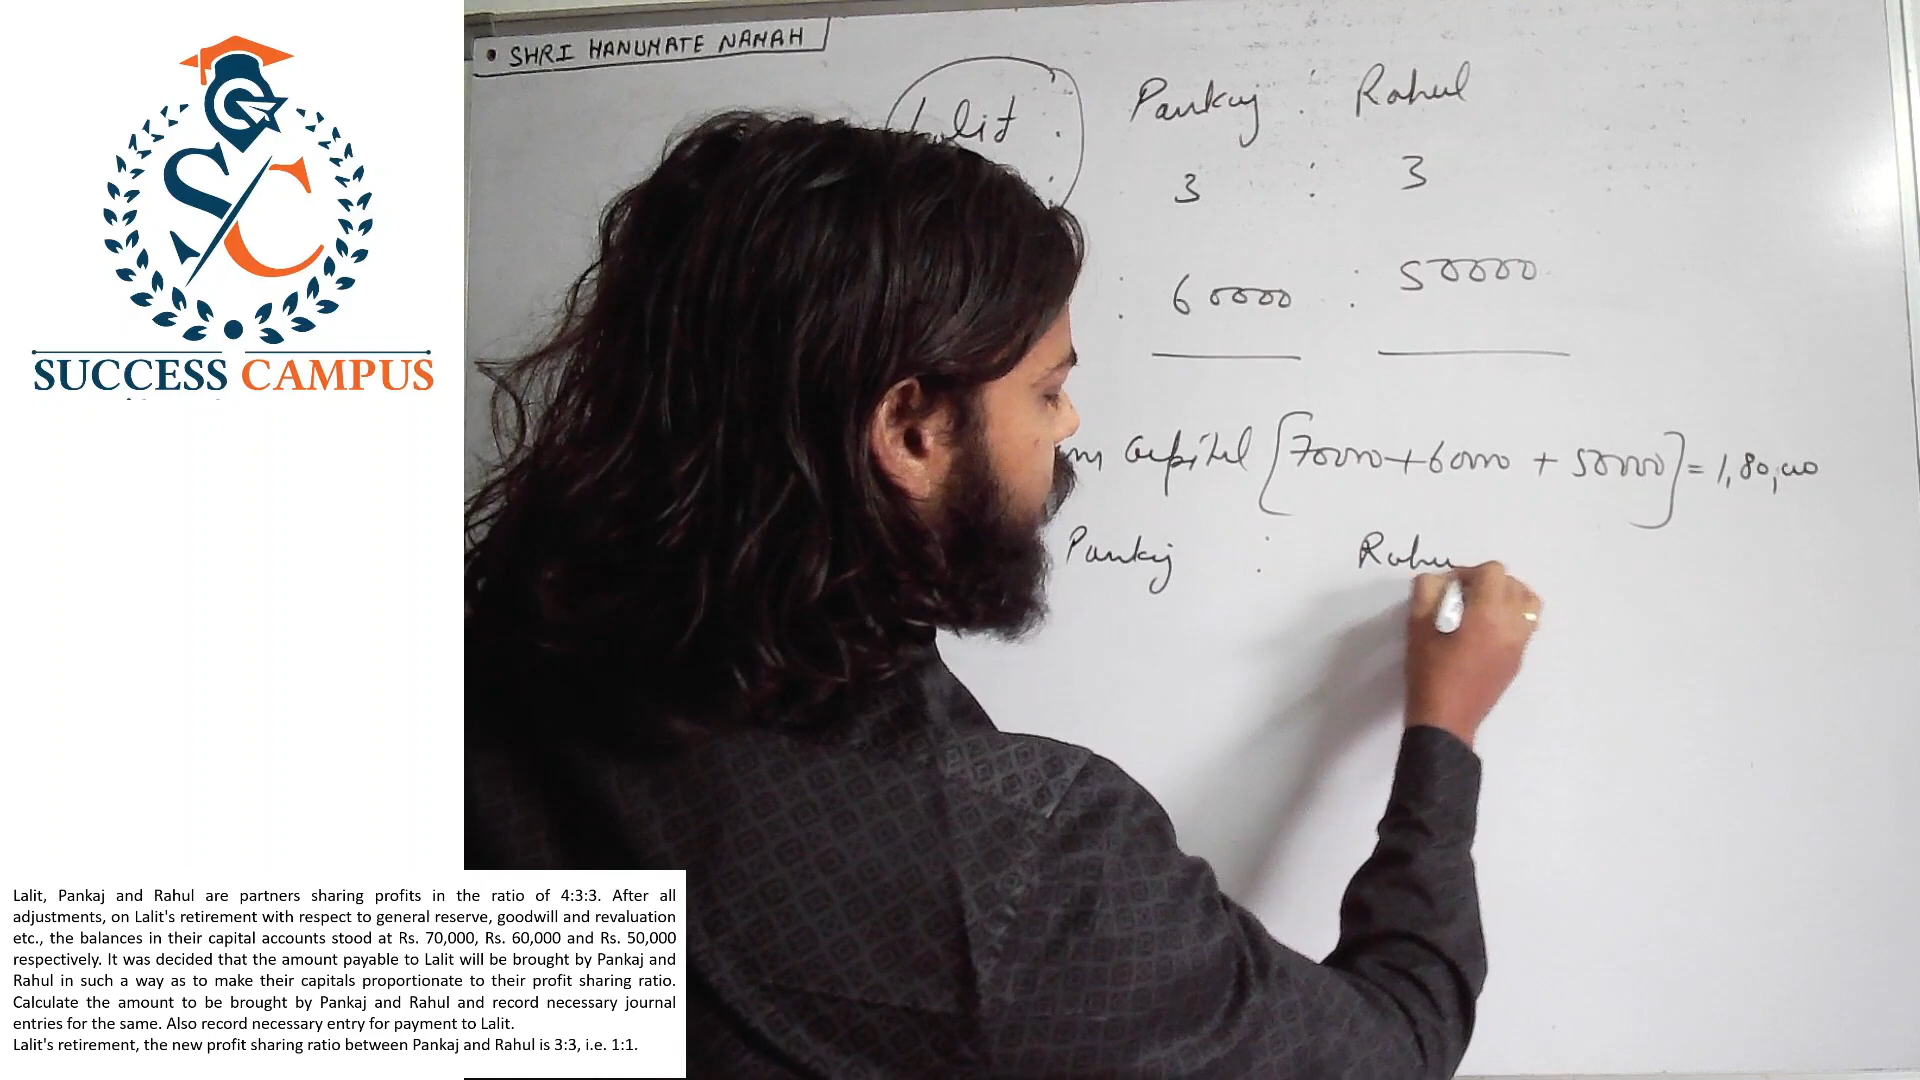 • SHRI HANUMATE NAMAH
Lalit : Pankaj : Rahul
3 : 3
: 60000 : 50000
Capital [70000+60000 + 50000] = 1,80,000
Pankaj : Rahu
SC
SUCCESS CAMPUS
Lalit, Pankaj and Rahul are partners sharing profits in the ratio of 4:3:3. After all
adjustments, on Lalit's retirement with respect to general reserve, goodwill and revaluation
etc., the balances in their capital accounts stood at Rs. 70,000, Rs. 60,000 and Rs. 50,000
respectively. It was decided that the amount payable to Lalit will be brought by Pankaj and
Rahul in such a way as to make their capitals proportionate to their profit sharing ratio.
Calculate the amount to be brought by Pankaj and Rahul and record necessary journal
entries for the same. Also record necessary entry for payment to Lalit.
Lalit's retirement, the new profit sharing ratio between Pankaj and Rahul is 3:3, i.e. 1:1.